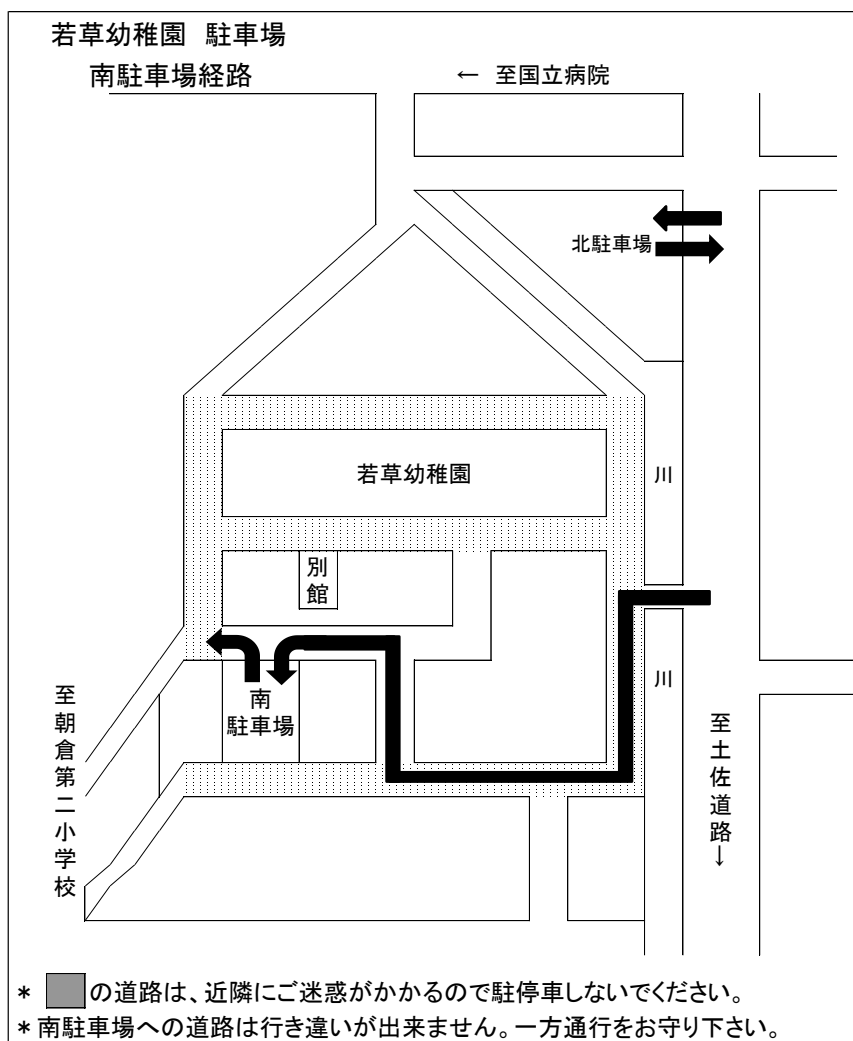 若草幼稚園 駐車場
南駐車場経路
← 至国立病院
北駐車場
若草幼稚園
川
別館
川
南
駐車場
至朝倉第二小学校
至土佐道路↓
* の道路は、近隣にご迷惑がかかるので駐停車しないでください。
* 南駐車場への道路は行き違いが出来ません。一方通行をお守り下さい。